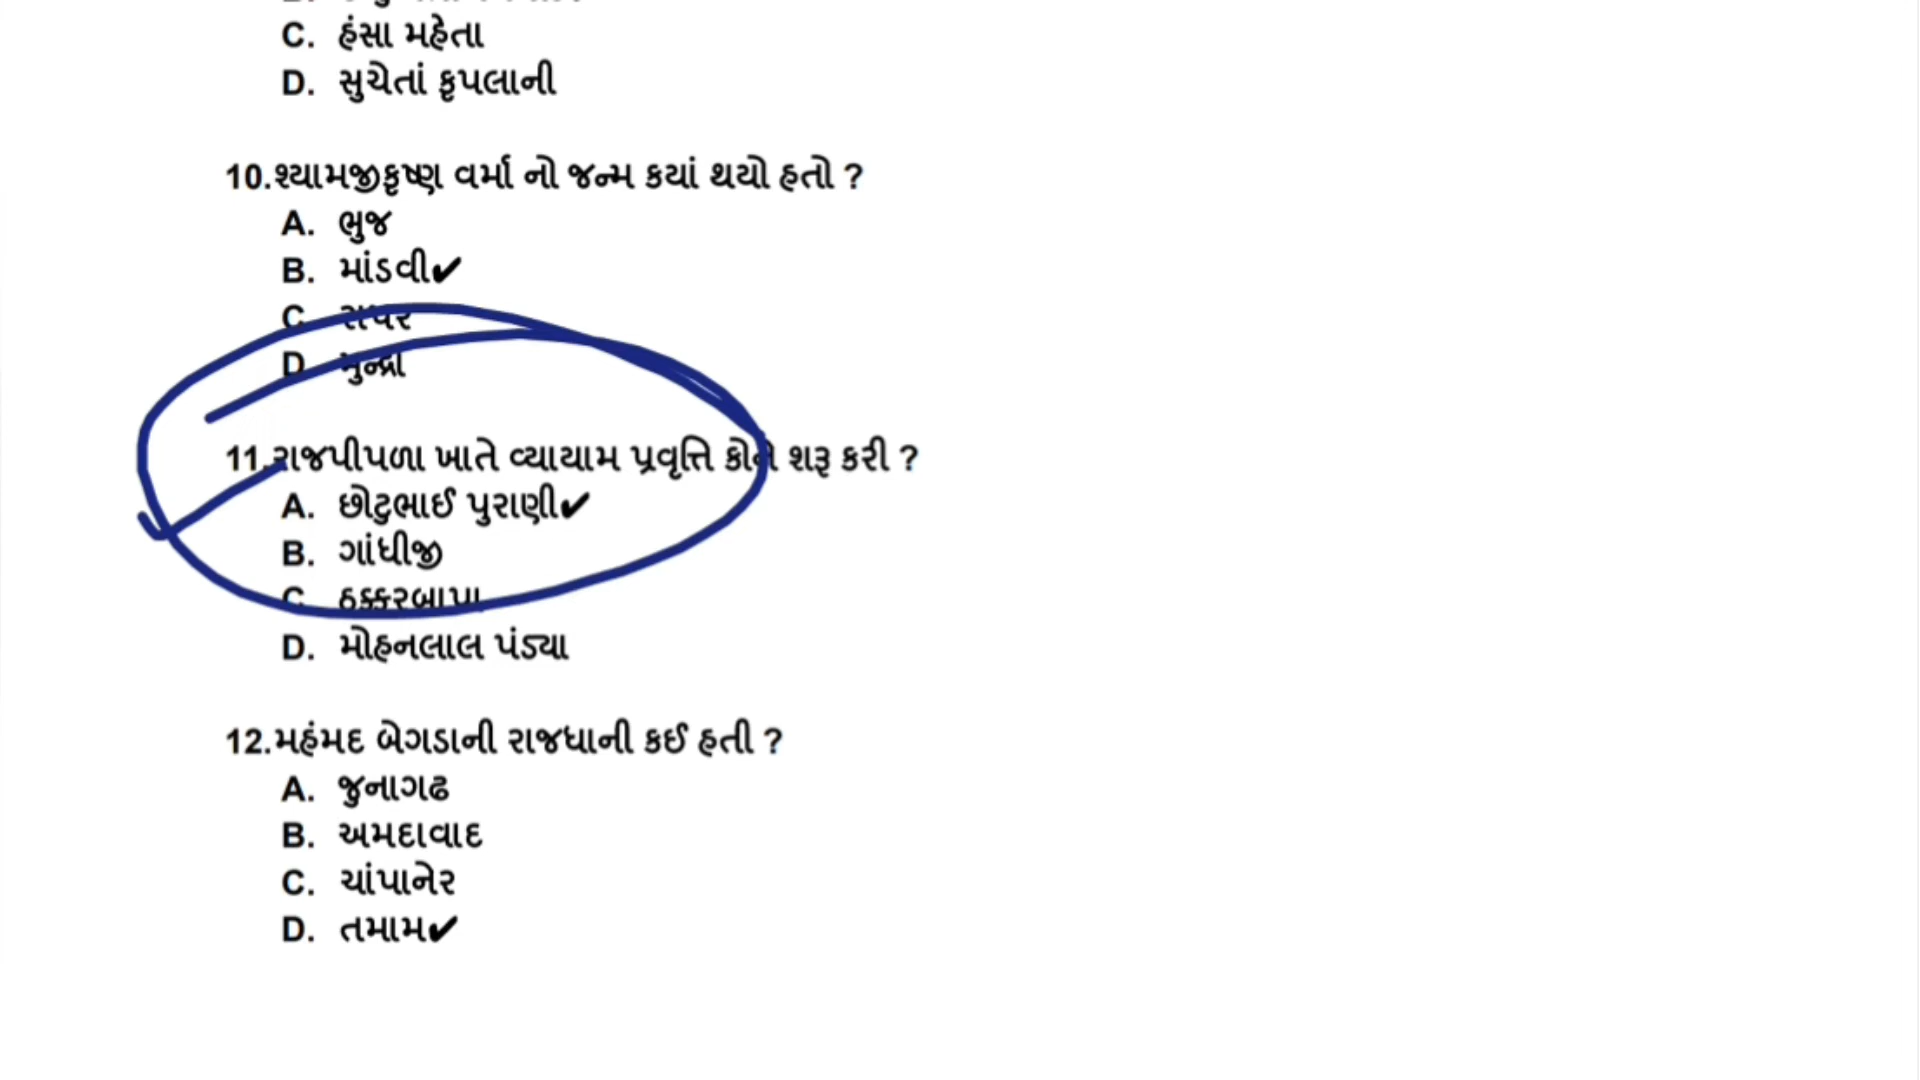 C. હંસા મહેતા
D. સુચેતાં કૃપલાની
10.શ્યામજીકૃષ્ણ વર્મા નો જન્મ કયાં થયો હતો ?
A. ભુજ
B. માંડવી✔
C.
D. મુન્દ્રા
11.રાજપીપળા ખાતે વ્યાયામ પ્રવૃત્તિ કોને શરૂ કરી ?
A. છોટુભાઈ પુરાણી✔
B. ગાંધીજી
C. ઠક્કરબાપા
D. મોહનલાલ પંડ્યા
12.મહંમદ બેગડાની રાજધાની કઈ હતી ?
A. જુનાગઢ
B. અમદાવાદ
C. ચાંપાનેર
D. તમામ✔